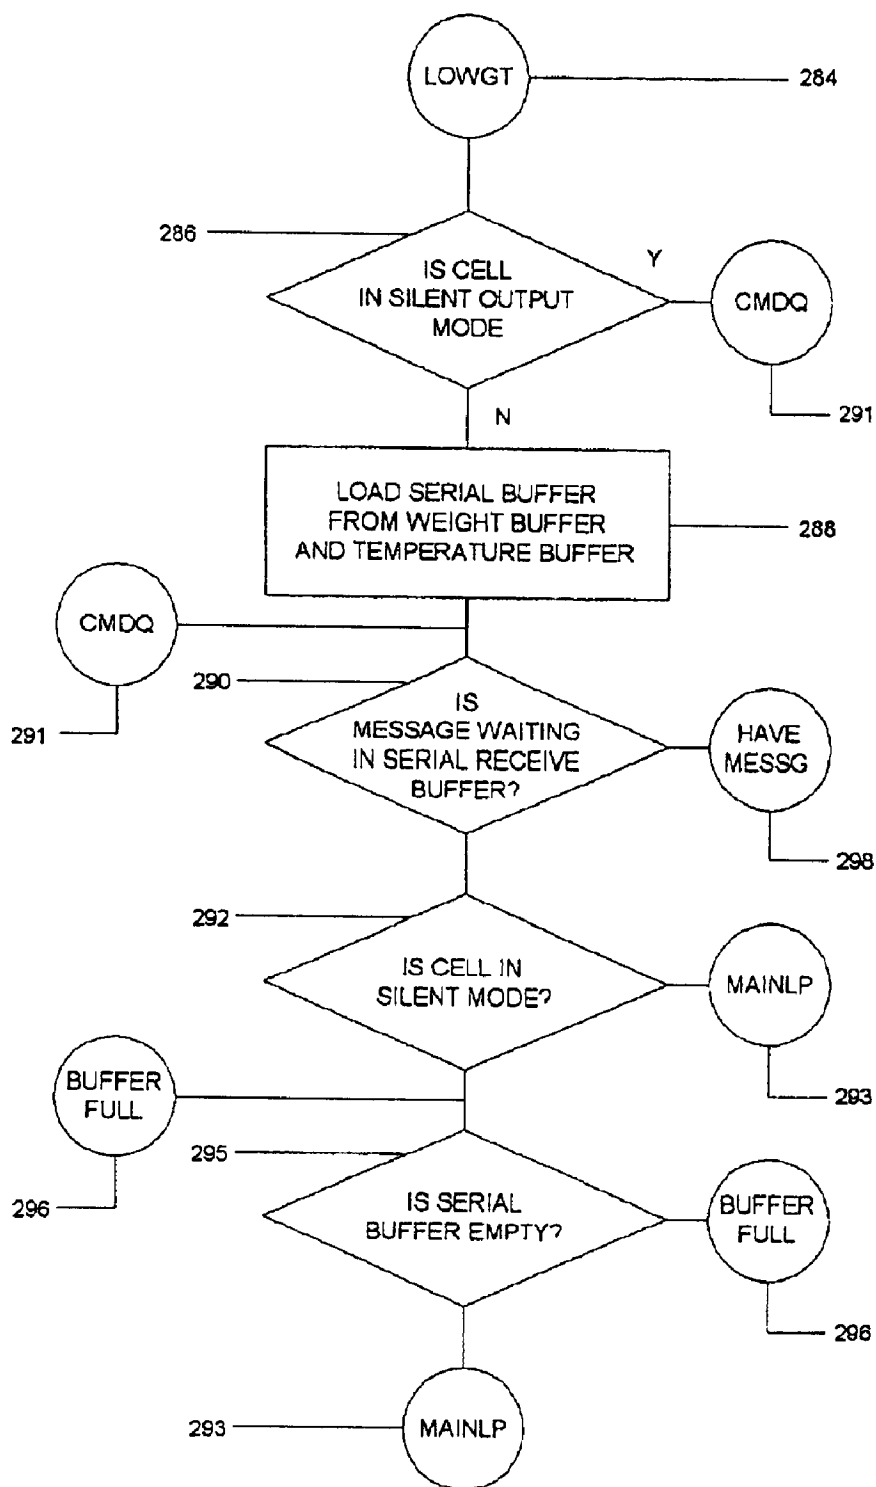 LOWGT
284
286
IS CELL
IN SILENT OUTPUT
MODE
Y
CMDQ
291
N
LOAD SERIAL BUFFER
FROM WEIGHT BUFFER
AND TEMPERATURE BUFFER
288
CMDQ
291
290
IS
MESSAGE WAITING
IN SERIAL RECEIVE
BUFFER?
HAVE
MESSG
298
292
IS CELL IN
SILENT MODE?
MAINLP
293
BUFFER
FULL
296
295
IS SERIAL
BUFFER EMPTY?
BUFFER
FULL
296
293
MAINLP